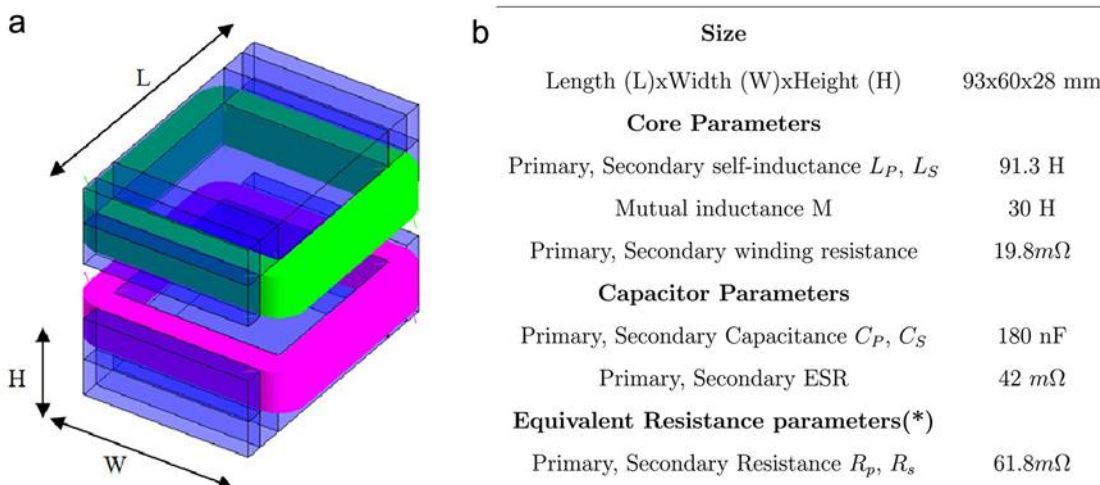 a
L
H
W
b
Size
Length (L)xWidth (W)xHeight (H) 93x60x28 mm
Core Parameters
Primary, Secondary self-inductance L_P, L_S 91.3 H
Mutual inductance M 30 H
Primary, Secondary winding resistance 19.8mΩ
Capacitor Parameters
Primary, Secondary Capacitance C_P, C_S 180 nF
Primary, Secondary ESR 42 mΩ
Equivalent Resistance parameters(*)
Primary, Secondary Resistance R_p, R_s 61.8mΩ